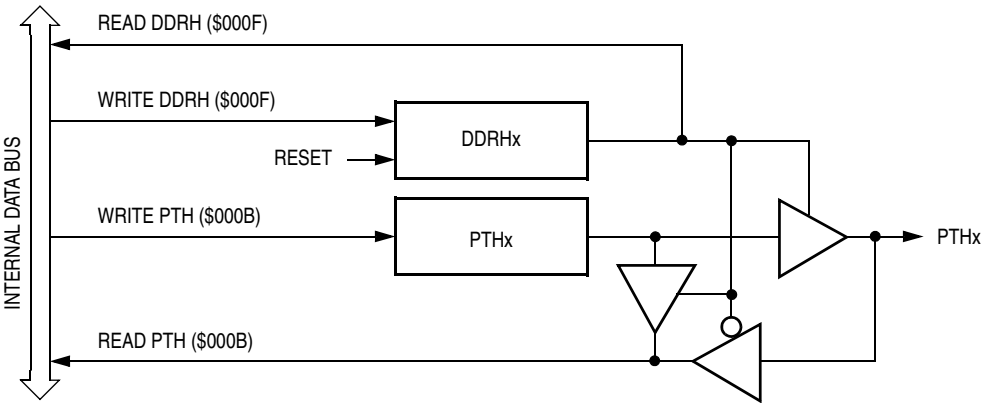 READ DDRH ($000F)
WRITE DDRH ($000F)
DDRHx
RESET
INTERNAL DATA BUS
WRITE PTH ($000B)
PTHx
PTHx
READ PTH ($000B)